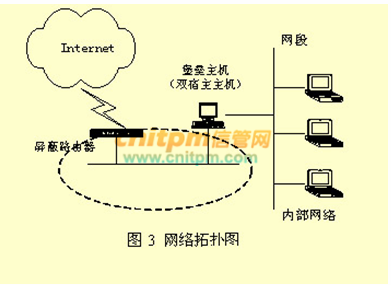 Internet
堡垒主机
（双宿主主机）
网段
cnitpm信管网
屏蔽路由器
www.cnitpm.com
内部网络
图 3 网络拓扑图